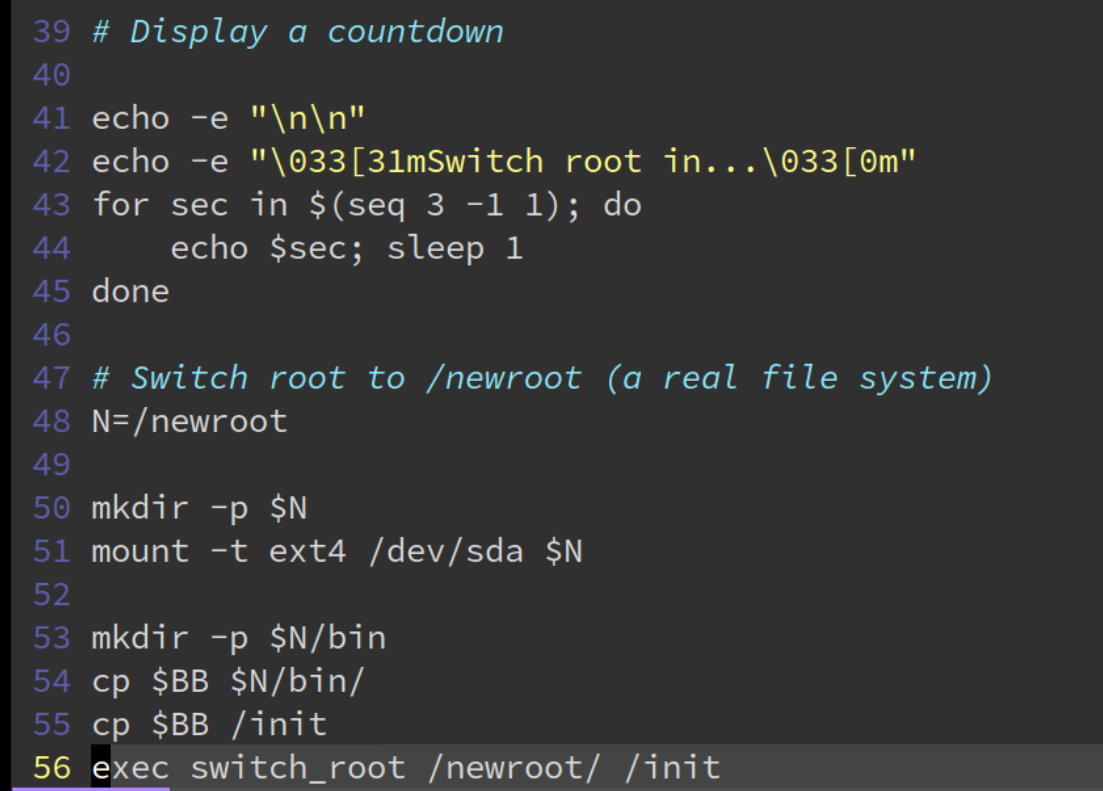 39 # Display a countdown
40
41 echo -e "\n\n"
42 echo -e "\033[31mSwitch root in...\033[0m"
43 for sec in $(seq 3 -1 1); do
44     echo $sec; sleep 1
45 done
46
47 # Switch root to /newroot (a real file system)
48 N=/newroot
49
50 mkdir -p $N
51 mount -t ext4 /dev/sda $N
52
53 mkdir -p $N/bin
54 cp $BB $N/bin/
55 cp $BB /init
56 exec switch_root /newroot/ /init